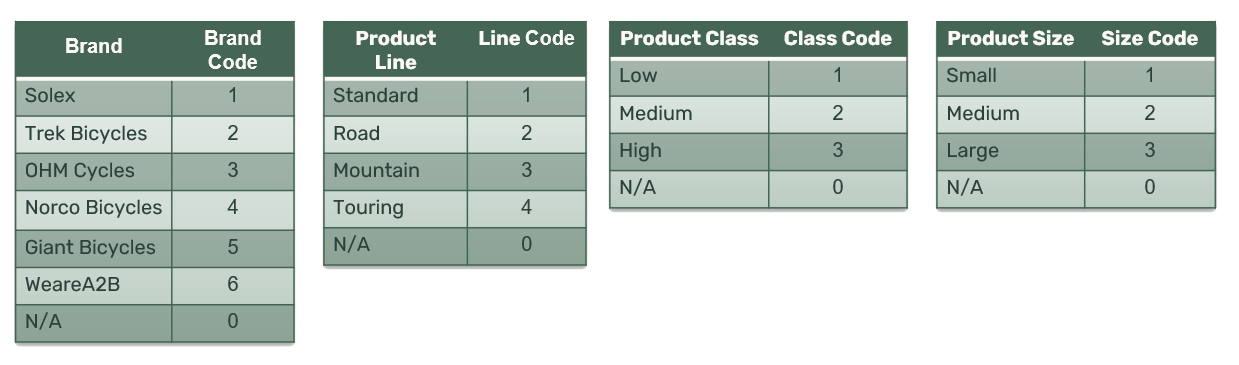 Brand Brand Code
Solex 1
Trek Bicycles 2
OHM Cycles 3
Norco Bicycles 4
Giant Bicycles 5
WeareA2B 6
N/A 0
Product Line Line Code
Standard 1
Road 2
Mountain 3
Touring 4
N/A 0
Product Class Class Code
Low 1
Medium 2
High 3
N/A 0
Product Size Size Code
Small 1
Medium 2
Large 3
N/A 0